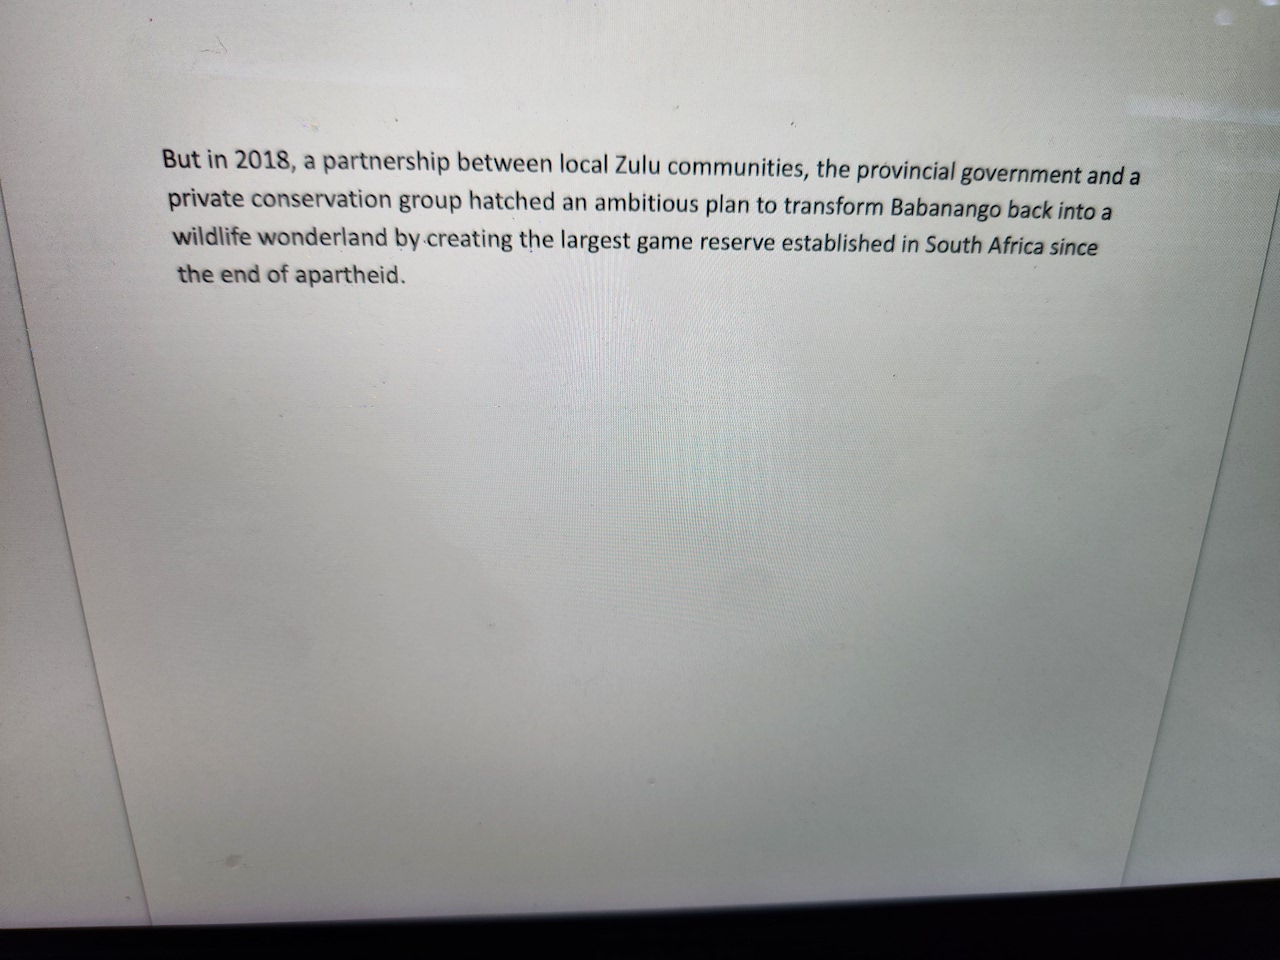 But in 2018, a partnership between local Zulu communities, the provincial government and a
private conservation group hatched an ambitious plan to transform Babanango back into a
wildlife wonderland by creating the largest game reserve established in South Africa since
the end of apartheid.